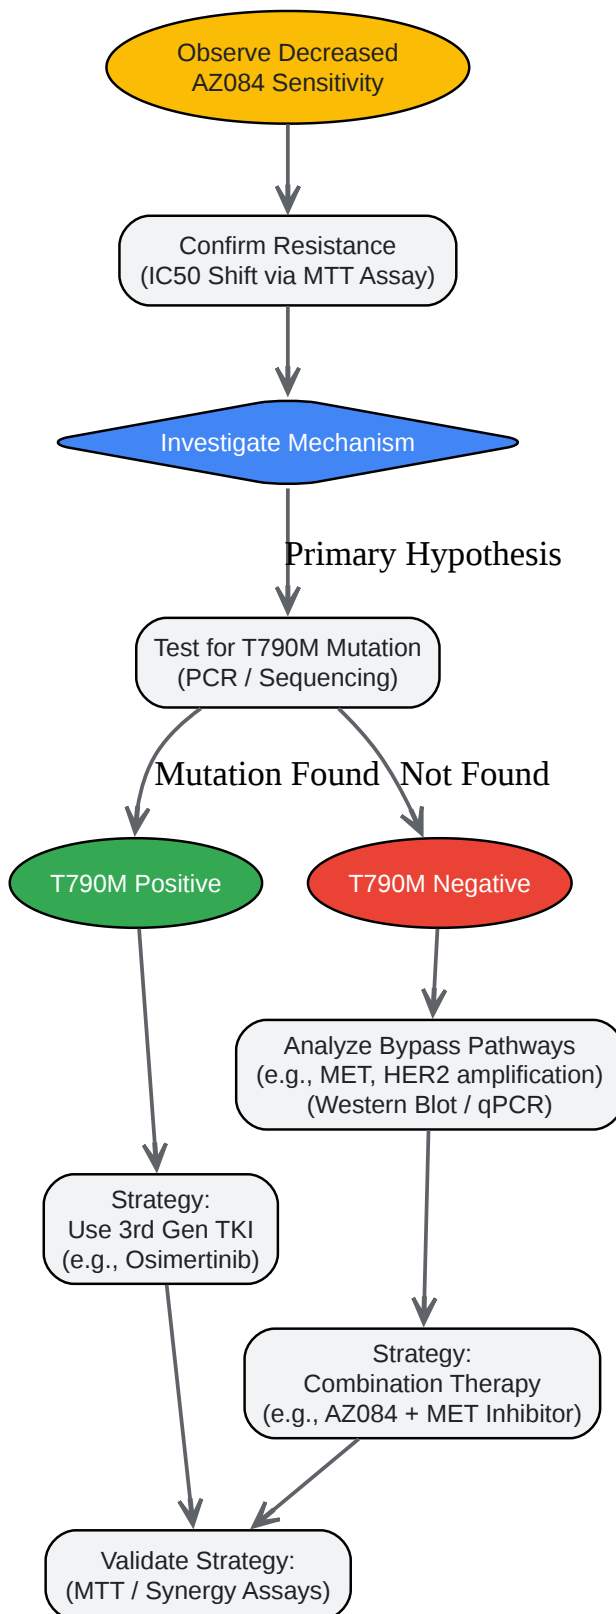 Observe Decreased
AZ084 Sensitivity
Confirm Resistance
(IC50 Shift via MTT Assay)
Investigate Mechanism
Primary Hypothesis
Test for T790M Mutation
(PCR / Sequencing)
Mutation Found
Not Found
T790M Positive
T790M Negative
Analyze Bypass Pathways
(e.g., MET, HER2 amplification)
(Western Blot / qPCR)
Strategy:
Use 3rd Gen TKI
(e.g., Osimertinib)
Strategy:
Combination Therapy
(e.g., AZ084 + MET Inhibitor)
Validate Strategy:
(MTT / Synergy Assays)